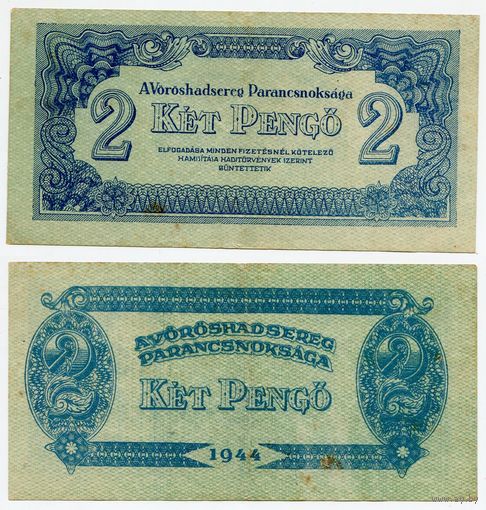 A Vöröshadsereg Parancsnoksága
2 KÉT PENGŐ 2
ELFOGADÁSA MINDEN FIZETÉSNÉL KÖTELEZŐ
HAMISÍTÁSA HADITÖRVÉNYEK IZERINT
BÜNTETTETIK
A VÖRÖSHADSEREG
PARANCSNOKSÁGA
2 KÉT PENGŐ 2
1944